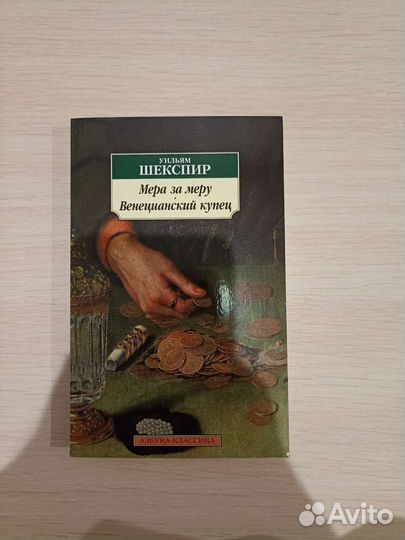 УИЛЬЯМ
ШЕКСПИР
Мера за меру
•
Венецианский купец
АЗБУКА-КЛАССИКА
Avito